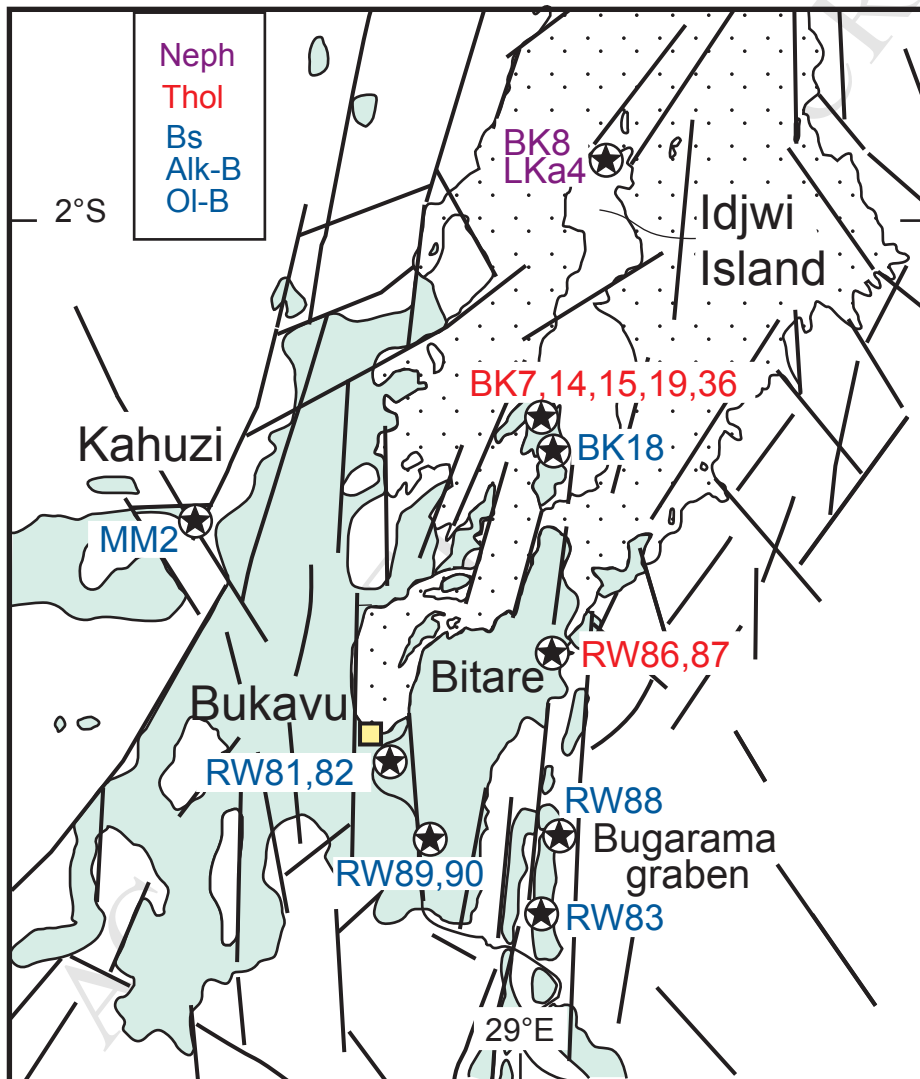 Neph
Thol
Bs
Alk-B
Ol-B
BK8
LKa4
2°S
Idjwi
Island
BK7,14,15,19,36
Kahuzi
BK18
MM2
RW86,87
Bitare
Bukavu
RW81,82
RW88
Bugarama
graben
RW89,90
RW83
29°E